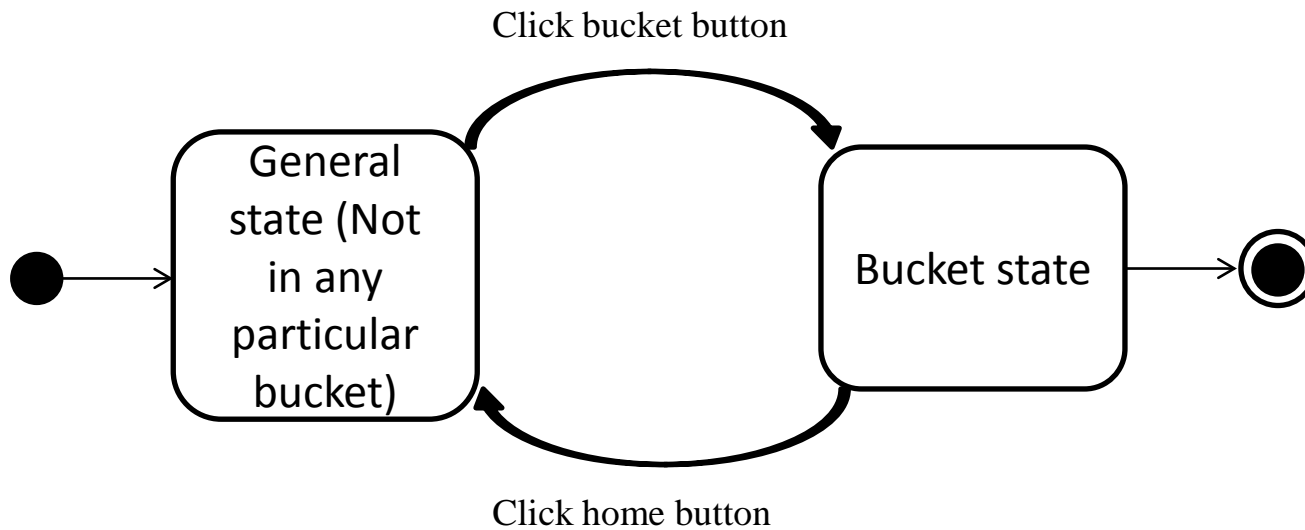 Click bucket button
General
state (Not
in any
particular
bucket)
Bucket state
Click home button